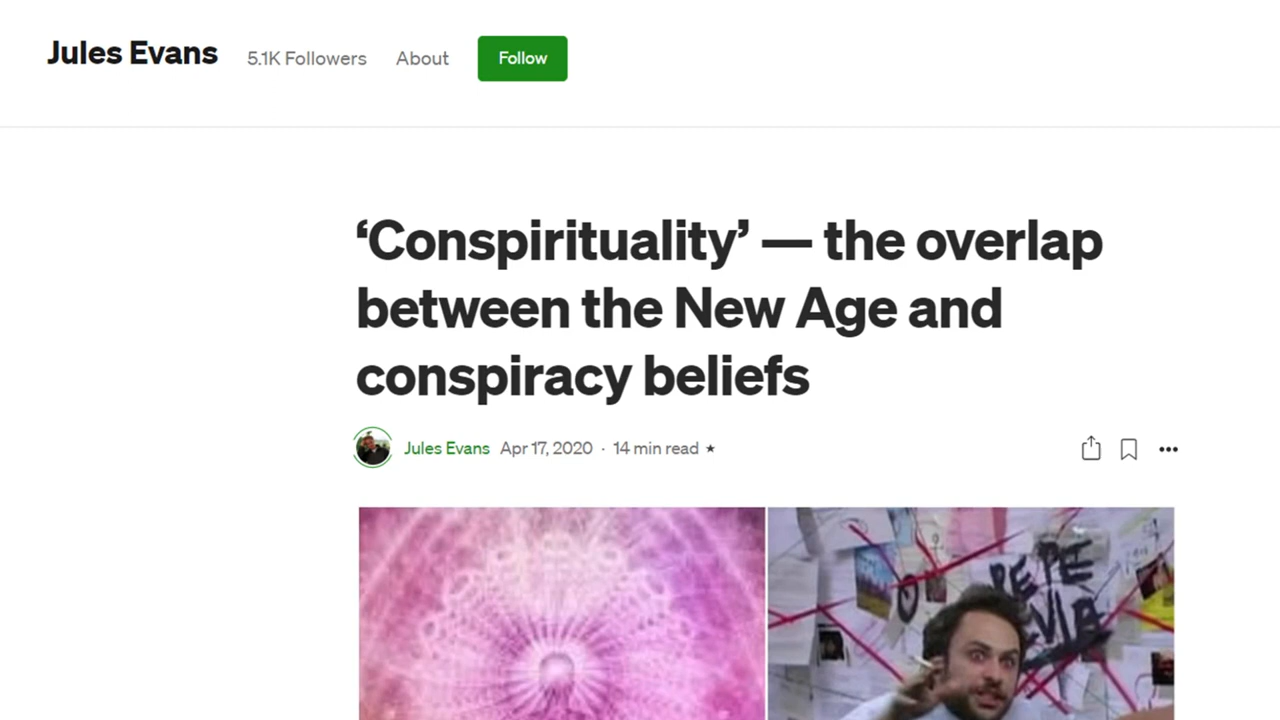 Jules Evans 5.1K Followers About Follow
‘Conspirituality’ — the overlap
between the New Age and
conspiracy beliefs
Jules Evans Apr 17, 2020 · 14 min read ★
PEPE
SILVIA